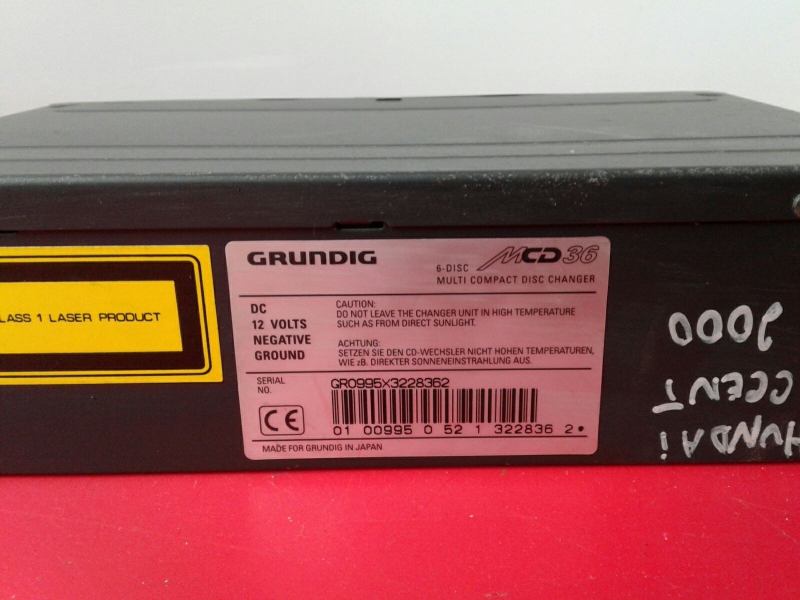 GRUNDIG
6-DISC MCD 36
MULTI COMPACT DISC CHANGER
DC
12 VOLTS
NEGATIVE
GROUND
CAUTION:
DO NOT LEAVE THE CHANGER UNIT IN HIGH TEMPERATURE
SUCH AS FROM DIRECT SUNLIGHT.
ACHTUNG:
SETZEN SIE DEN CD-WECHSLER NICHT HOHEN TEMPERATUREN,
WIE zB. DIREKTER SONNENEINSTRAHLUNG AUS.
SERIAL
NO.
GR0995X3228362
CE
01 00995 0 52 1 322836 2
MADE FOR GRUNDIG IN JAPAN
LASS 1 LASER PRODUCT
HUNDAi
CCENT
2000